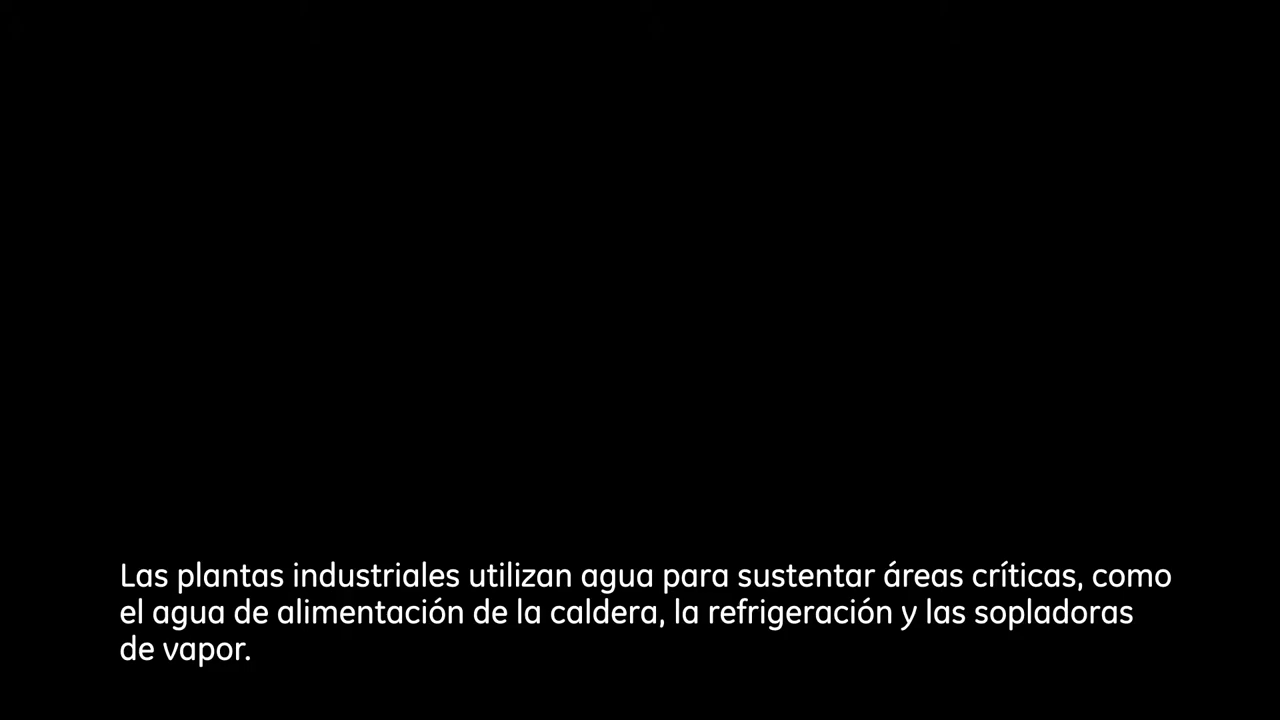 Las plantas industriales utilizan agua para sustentar áreas críticas, como
el agua de alimentación de la caldera, la refrigeración y las sopladoras
de vapor.